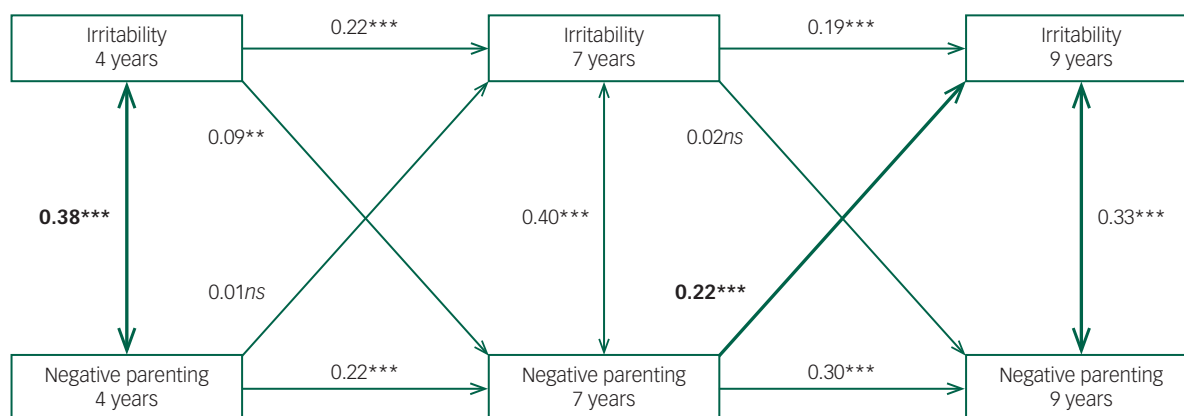 Irritability
4 years
0.22***
Irritability
7 years
0.19***
Irritability
9 years
0.09**
0.02ns
0.38***
0.40***
0.33***
0.01ns
0.22***
Negative parenting
4 years
0.22***
Negative parenting
7 years
0.30***
Negative parenting
9 years